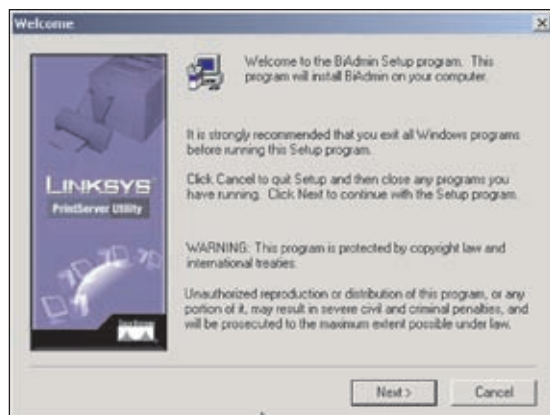 Welcome
Welcome to the BiAdmin Setup program. This
program will install BiAdmin on your computer.
It is strongly recommended that you exit all Windows programs
before running this Setup program.
Click Cancel to quit Setup and then close any programs you
have running. Click Next to continue with the Setup program.
LINKSYS
PrintServer Utility
WARNING: This program is protected by copyright law and
international treaties.
Unauthorized reproduction or distribution of this program, or any
portion of it, may result in severe civil and criminal penalties, and
will be prosecuted to the maximum extent possible under law.
Next >
Cancel